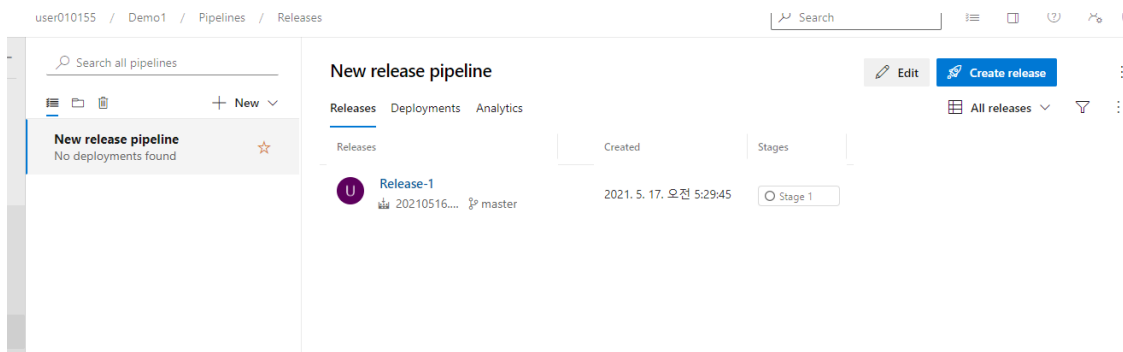 user010155 / Demo1 / Pipelines / Releases
Search
Search all pipelines
New
New release pipeline
No deployments found
New release pipeline
Edit
Create release
Releases Deployments Analytics
All releases
Releases Created Stages
U
Release-1
20210516.... master
2021. 5. 17. 오전 5:29:45
Stage 1